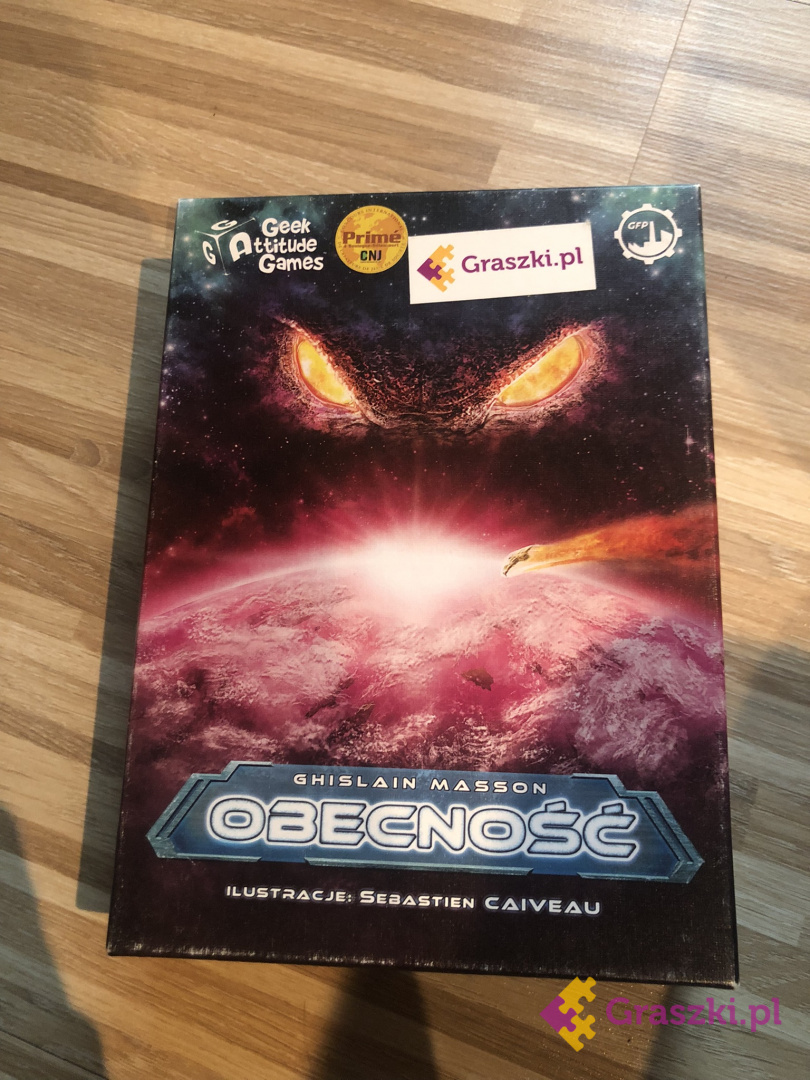 Geek
Attitude
Games
Primé
CNJ
Graszki.pl
GFP
GHISLAIN MASSON
OBECNOŚĆ
ILUSTRACJE: SEBASTIEN CAIVEAU
Graszki.pl